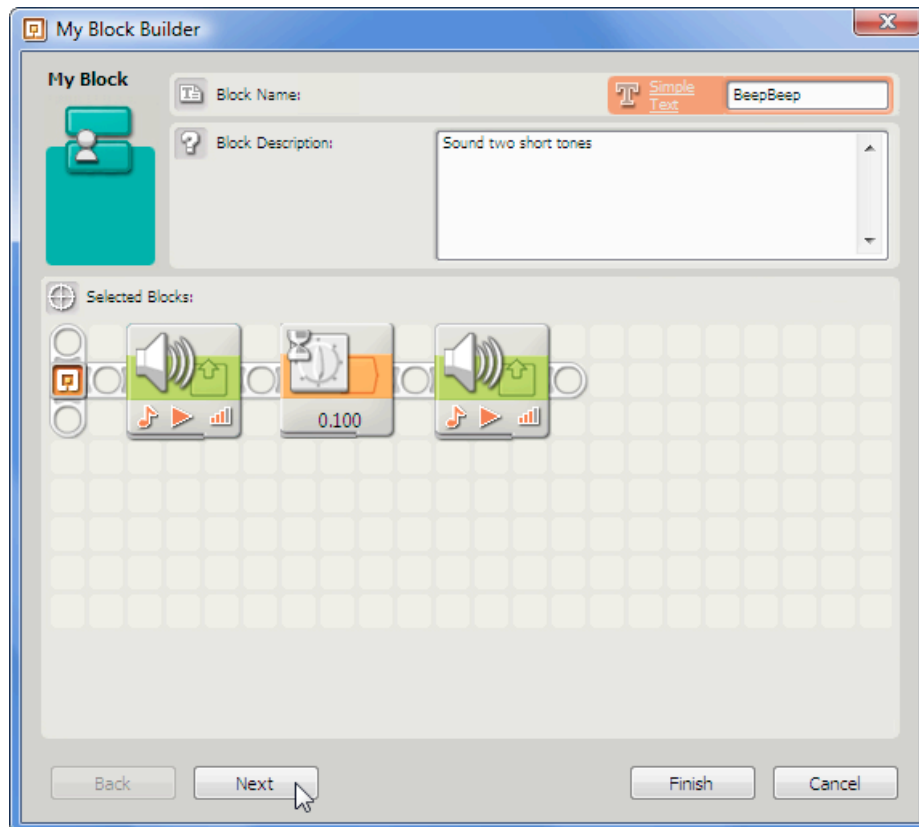 My Block Builder
X
My Block
Block Name:
T
Simple
Text
BeepBeep
?
Block Description:
Sound two short tones
Selected Blocks:
0.100
Back
Next
Finish
Cancel